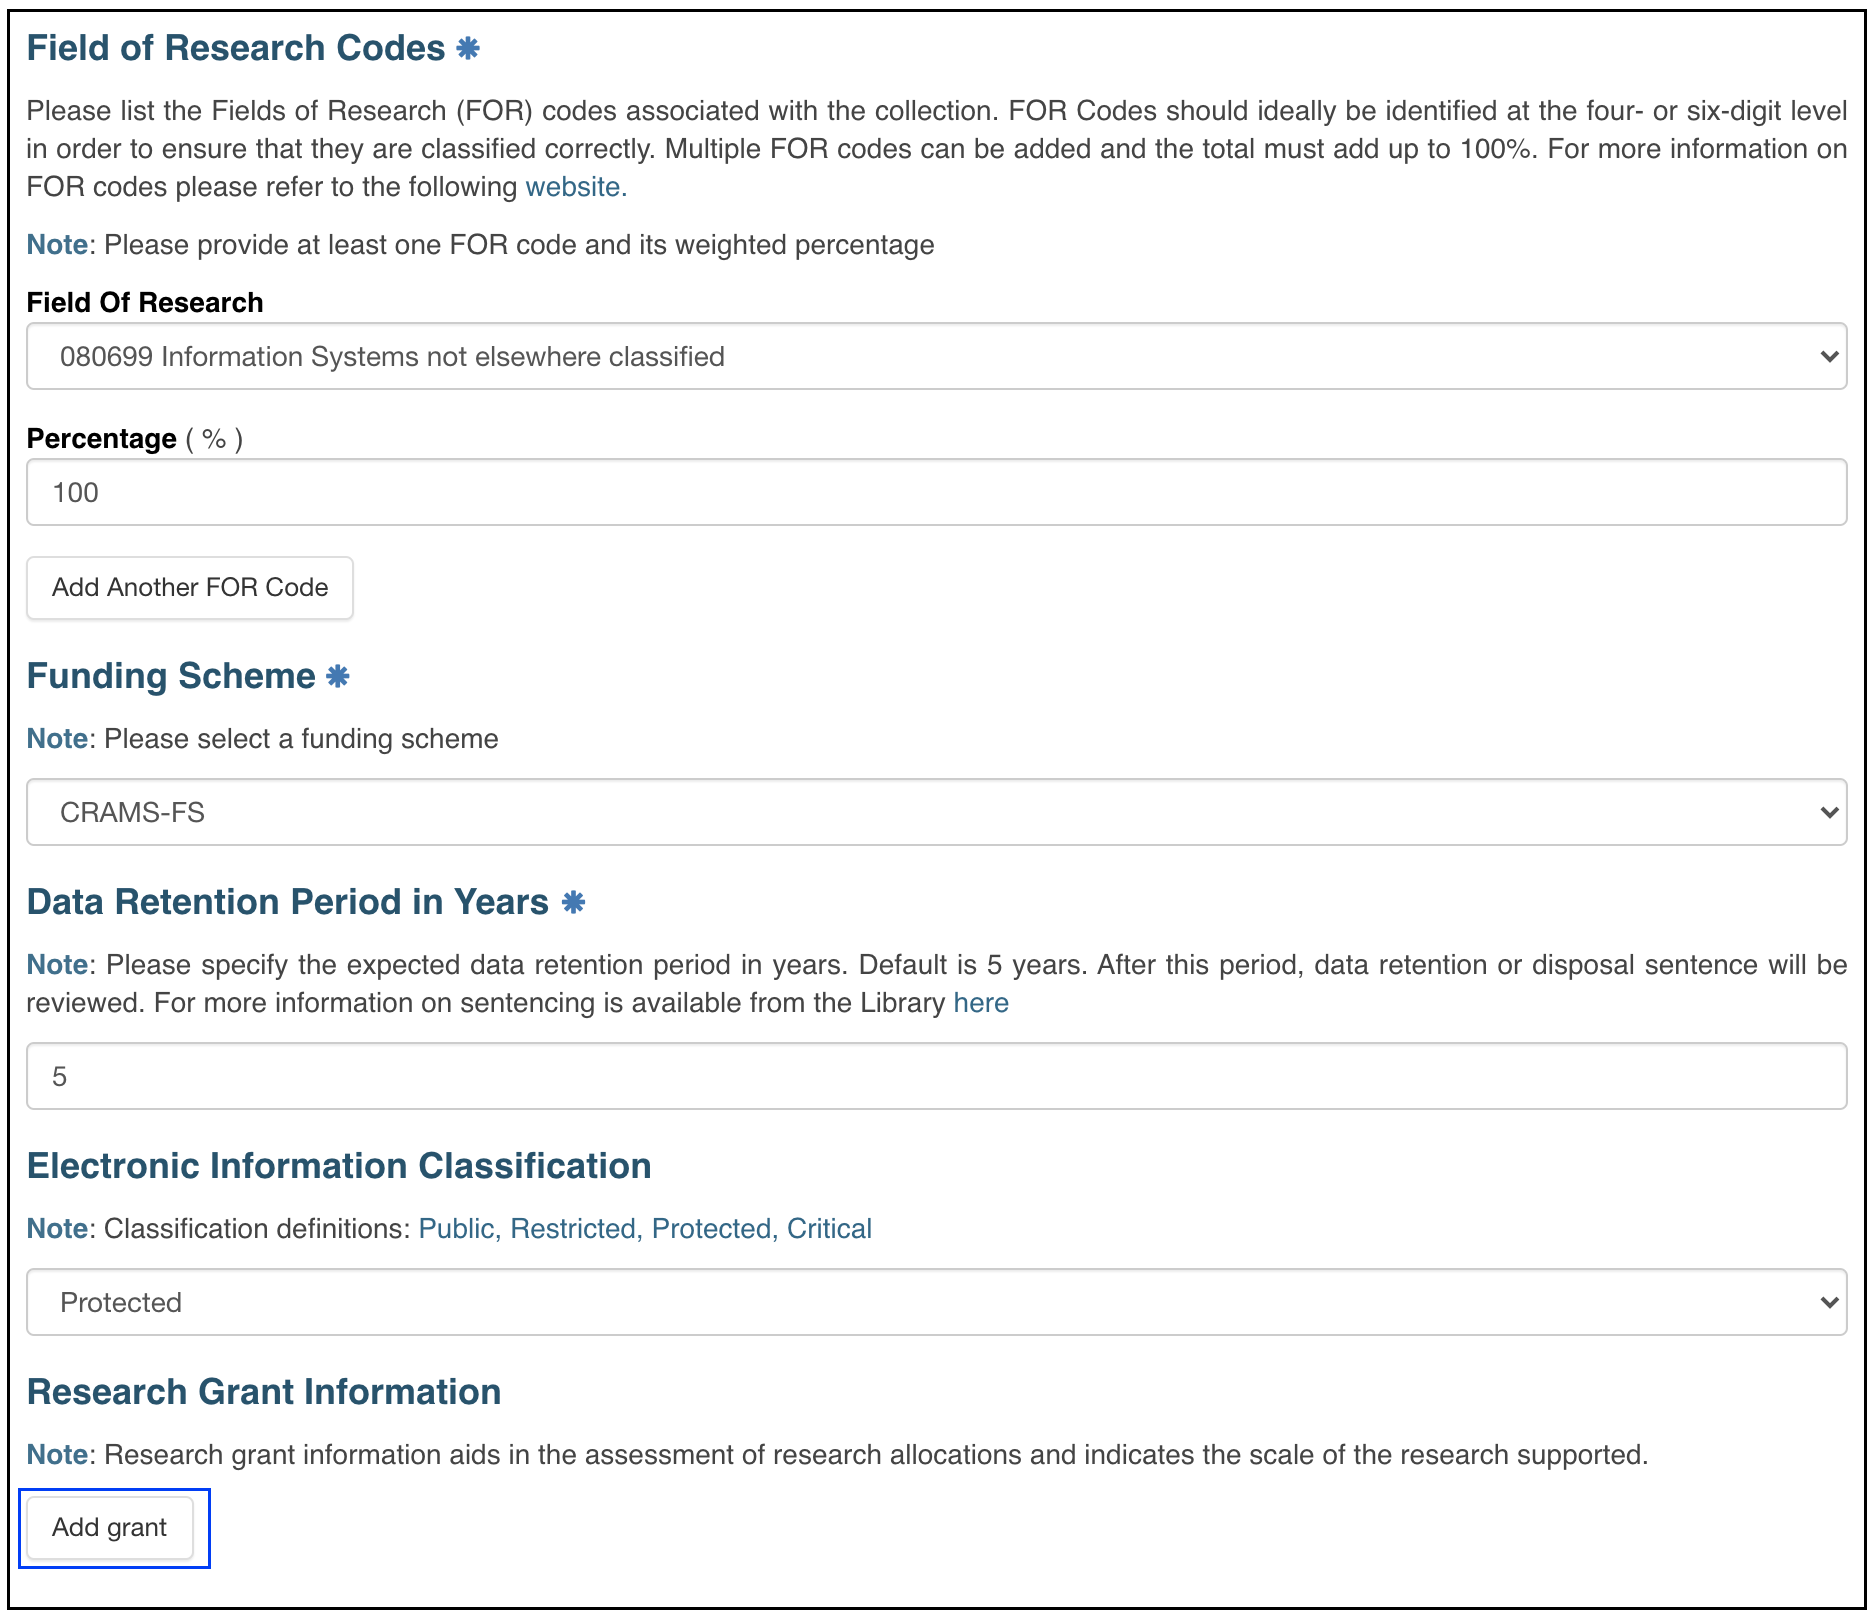 Field of Research Codes ✱
Please list the Fields of Research (FOR) codes associated with the collection. FOR Codes should ideally be identified at the four- or six-digit level
in order to ensure that they are classified correctly. Multiple FOR codes can be added and the total must add up to 100%. For more information on
FOR codes please refer to the following website.
Note: Please provide at least one FOR code and its weighted percentage
Field Of Research
080699 Information Systems not elsewhere classified
Percentage ( % )
100
Add Another FOR Code
Funding Scheme ✱
Note: Please select a funding scheme
CRAMS-FS
Data Retention Period in Years ✱
Note: Please specify the expected data retention period in years. Default is 5 years. After this period, data retention or disposal sentence will be
reviewed. For more information on sentencing is available from the Library here
5
Electronic Information Classification
Note: Classification definitions: Public, Restricted, Protected, Critical
Protected
Research Grant Information
Note: Research grant information aids in the assessment of research allocations and indicates the scale of the research supported.
Add grant